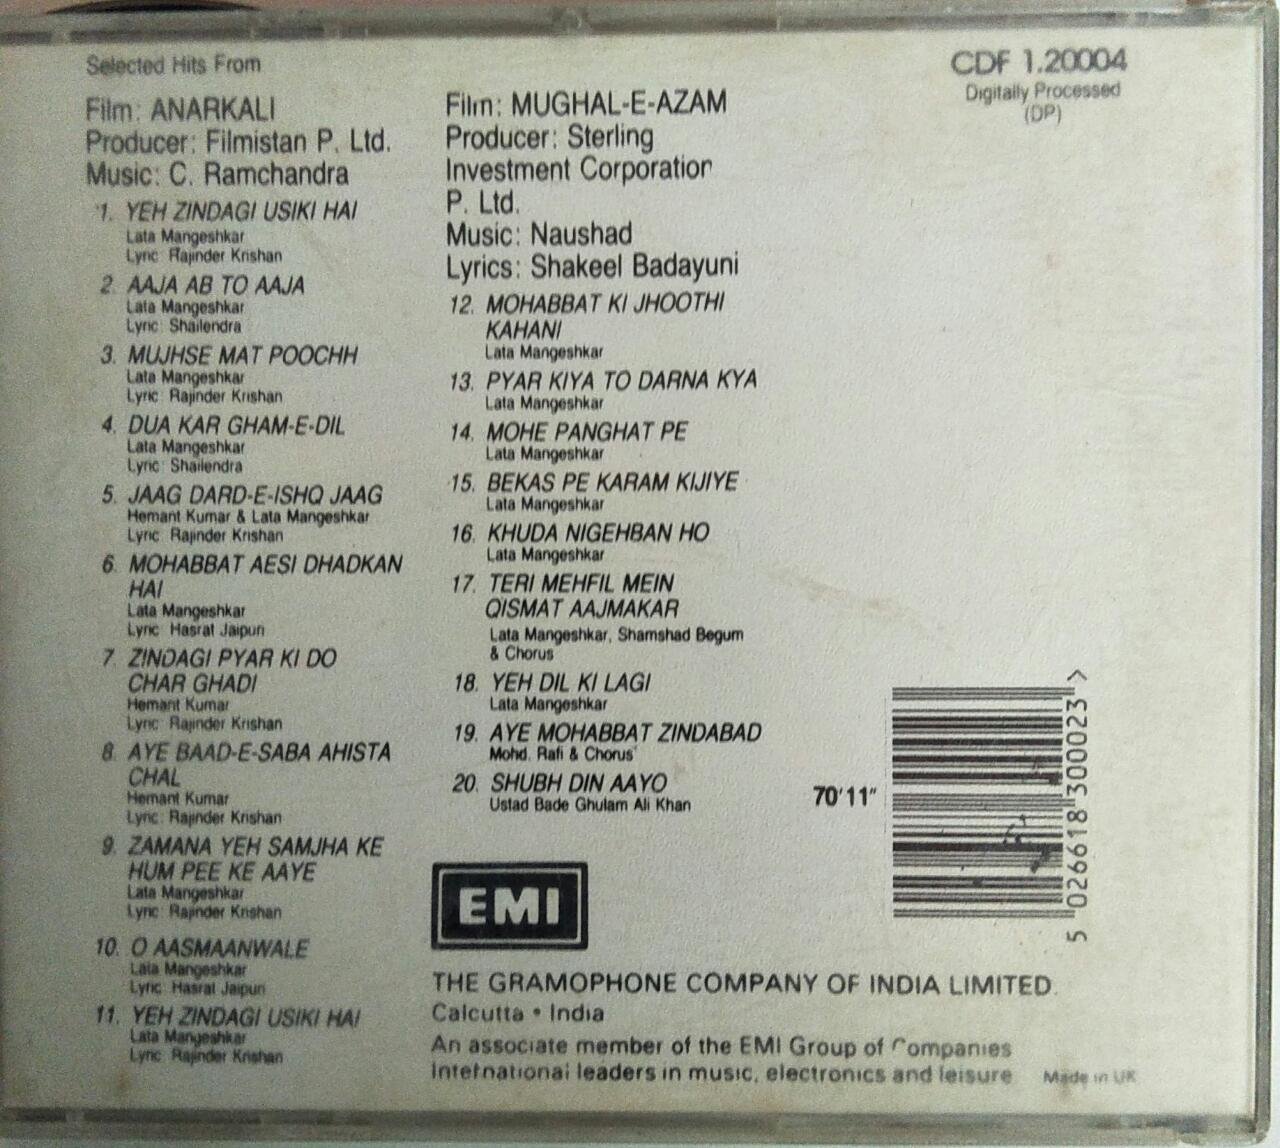 Selected Hits From
Film: ANARKALI
Producer: Filmistan P. Ltd.
Music: C. Ramchandra
1. YEH ZINDAGI USIKI HAI
Lata Mangeshkar
Lyric: Rajinder Krishan
2. AAJA AB TO AAJA
Lata Mangeshkar
Lyric: Shailendra
3. MUJHSE MAT POOCHH
Lata Mangeshkar
Lyric: Rajinder Krishan
4. DUA KAR GHAM-E-DIL
Lata Mangeshkar
Lyric: Shailendra
5. JAAG DARD-E-ISHQ JAAG
Hemant Kumar & Lata Mangeshkar
Lyric: Rajinder Krishan
6. MOHABBAT AESI DHADKAN
HAI
Lata Mangeshkar
Lyric: Hasrat Jaipuri
7. ZINDAGI PYAR KI DO
CHAR GHADI
Hemant Kumar
Lyric: Rajinder Krishan
8. AYE BAAD-E-SABA AHISTA
CHAL
Hemant Kumar
Lyric: Rajinder Krishan
9. ZAMANA YEH SAMJHA KE
HUM PEE KE AAYE
Lata Mangeshkar
Lyric: Rajinder Krishan
10. O AASMAANWALE
Lata Mangeshkar
Lyric: Hasrat Jaipuri
11. YEH ZINDAGI USIKI HAI
Lata Mangeshkar
Lyric: Rajinder Krishan
Film: MUGHAL-E-AZAM
Producer: Sterling
Investment Corporation
P. Ltd.
Music: Naushad
Lyrics: Shakeel Badayuni
12. MOHABBAT KI JHOOTHI
KAHANI
Lata Mangeshkar
13. PYAR KIYA TO DARNA KYA
Lata Mangeshkar
14. MOHE PANGHAT PE
Lata Mangeshkar
15. BEKAS PE KARAM KIJIYE
Lata Mangeshkar
16. KHUDA NIGEHBAN HO
Lata Mangeshkar
17. TERI MEHFIL MEIN
QISMAT AAJMAKAR
Lata Mangeshkar, Shamshad Begum
& Chorus
18. YEH DIL KI LAGI
Lata Mangeshkar
19. AYE MOHABBAT ZINDABAD
Mohd. Rafi & Chorus
20. SHUBH DIN AAYO
Ustad Bade Ghulam Ali Khan
CDF 1.20004
Digitally Processed
(DP)
70'11"
5 026618 300023 >
EMI
THE GRAMOPHONE COMPANY OF INDIA LIMITED.
Calcutta • India
An associate member of the EMI Group of Companies
International leaders in music, electronics and leisure
Made in UK